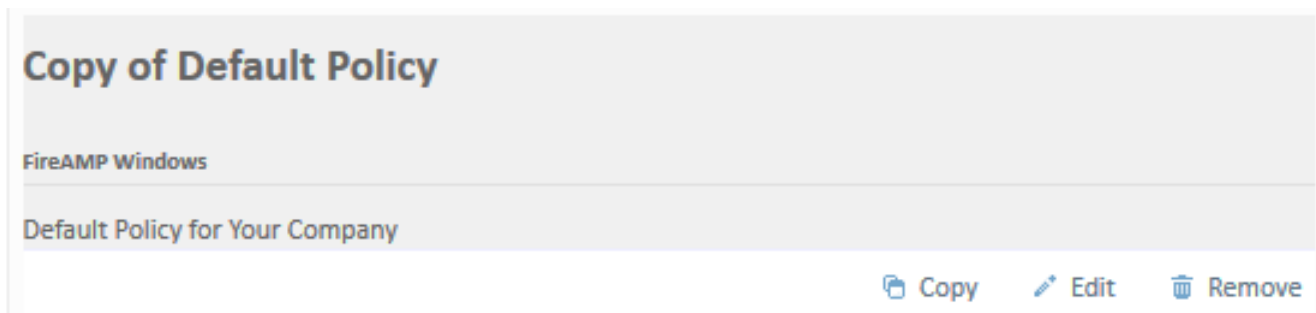 Copy of Default Policy
FireAMP Windows
Default Policy for Your Company
Copy Edit Remove